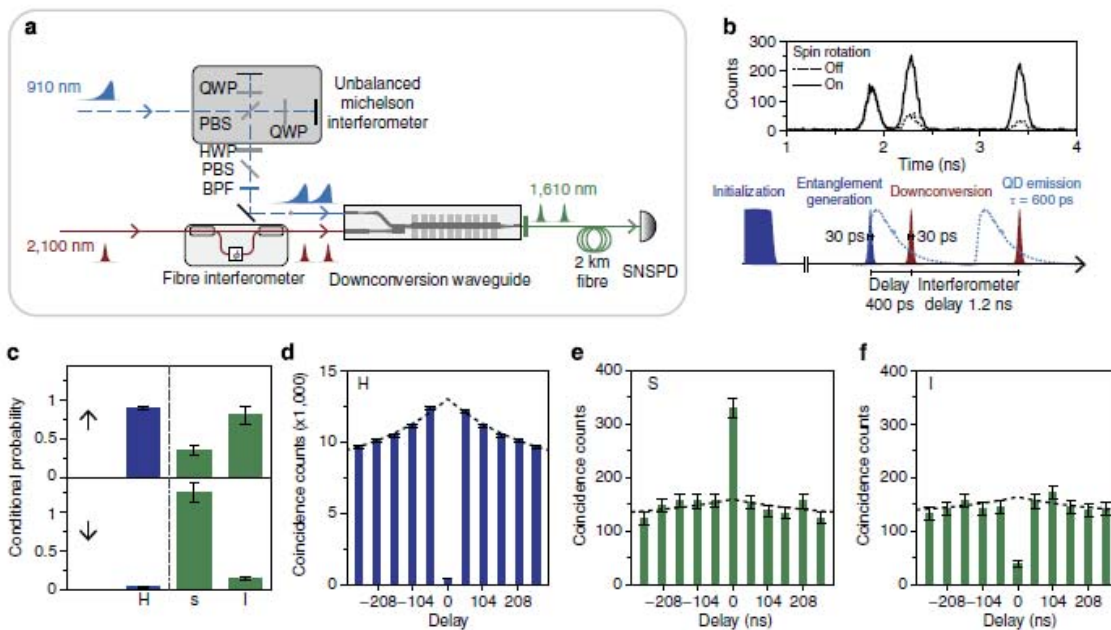 a
910 nm
QWP
PBS
QWP
Unbalanced
michelson
interferometer
HWP
PBS
BPF
1,610 nm
2,100 nm
ϕ
Fibre interferometer
Downconversion waveguide
2 km
fibre
SNSPD
b
300
200
100
0
Counts
Spin rotation
Off
On
1 2 3 4
Time (ns)
Initialization
Entanglement
generation
Downconversion
QD emission
τ = 600 ps
30 ps
30 ps
Delay
400 ps
Interferometer
delay 1.2 ns
c
Conditional probability
1
0.5
0
↑
1
0.5
0
↓
H s I
d
Coincidence counts (x1,000)
15
10
5
0
H
−208 −104 0 104 208
Delay
e
Coincidence counts
400
300
200
100
0
S
−208 −104 0 104 208
Delay (ns)
f
Coincidence counts
400
300
200
100
0
I
−208 −104 0 104 208
Delay (ns)